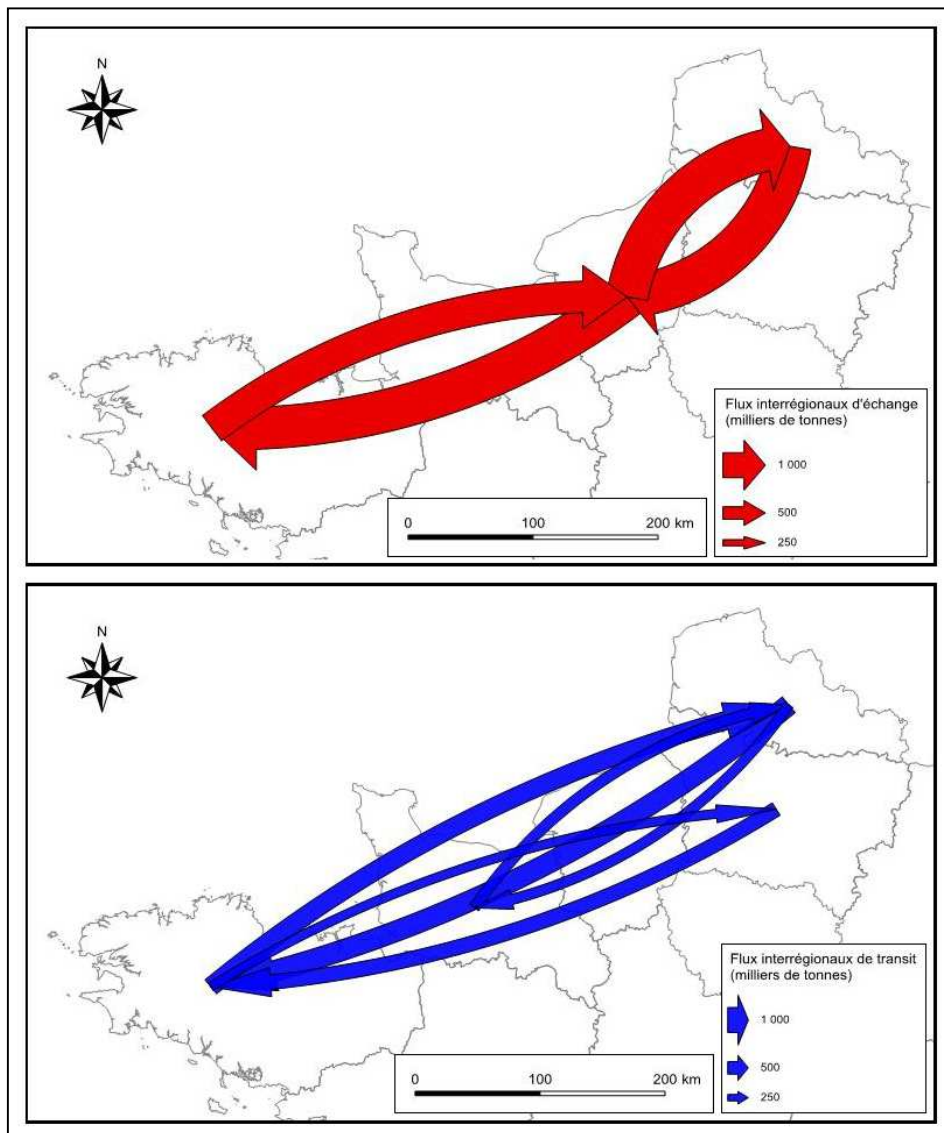 N
Flux interrégionaux d'échange
(milliers de tonnes)
1 000
500
250
0 100 200 km
N
Flux interrégionaux de transit
(milliers de tonnes)
1 000
500
250
0 100 200 km